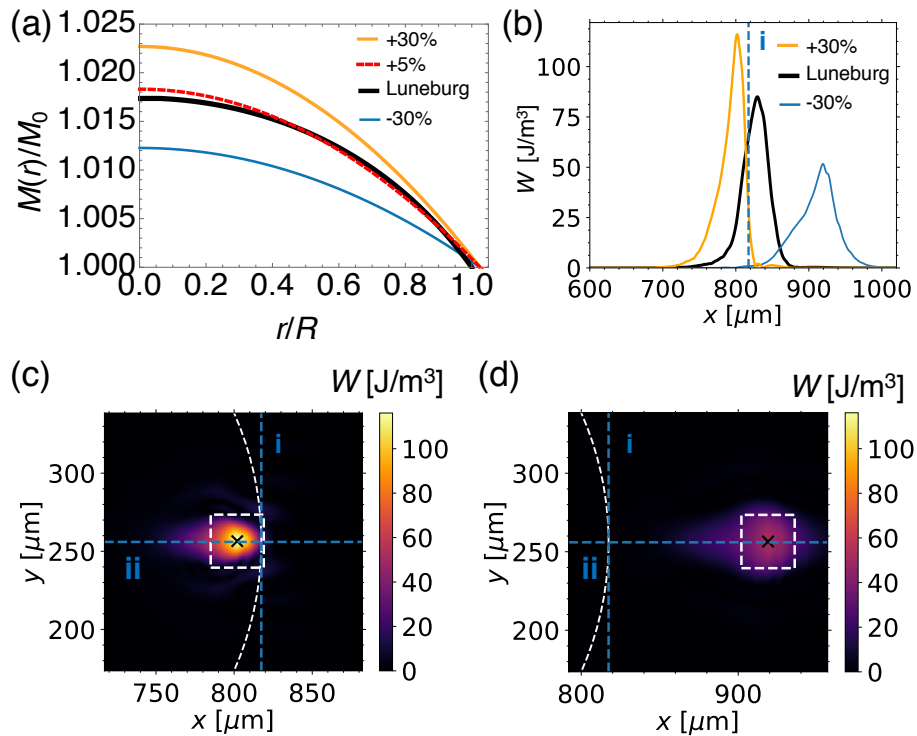 (a)
M(r)/M₀
1.025
1.020
1.015
1.010
1.005
1.000
+30%
+5%
Luneburg
-30%
0.0 0.2 0.4 0.6 0.8 1.0
r/R
(b)
W [J/m³]
100
75
50
25
0
i
+30%
Luneburg
-30%
600 700 800 900 1000
x [μm]
(c)
W [J/m³]
y [μm]
300
250
200
i
ii
100
80
60
40
20
0
750 800 850
x [μm]
(d)
W [J/m³]
y [μm]
300
250
200
i
ii
100
80
60
40
20
0
800 900
x [μm]